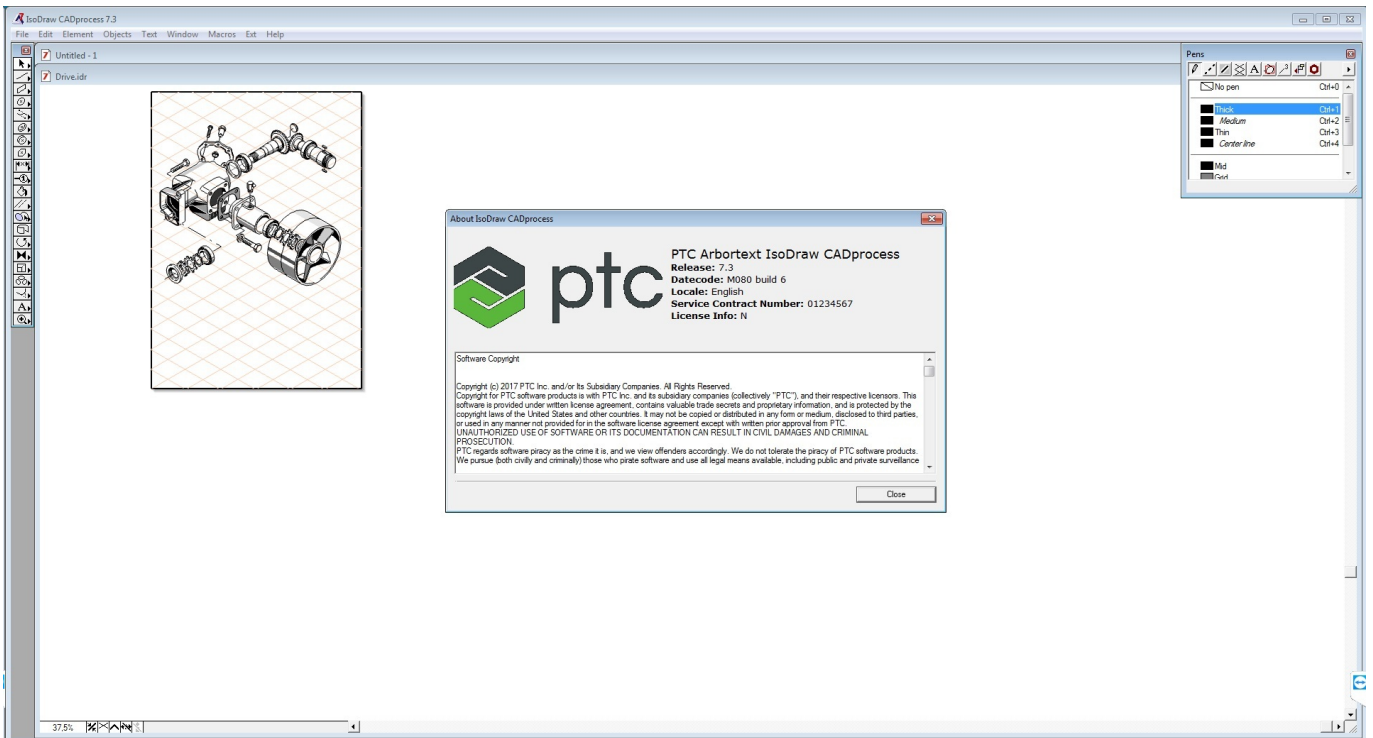 IsoDraw CADprocess 7.3
File Edit Element Objects Text Window Macros Ext Help
Untitled - 1
Drive.idr
Pens
No pen Ctrl+0
Thick Ctrl+1
Medium Ctrl+2
Thin Ctrl+3
Center line Ctrl+4
Mid
Grid
About IsoDraw CADprocess
ptc
PTC Arbortext IsoDraw CADprocess
Release: 7.3
Datecode: M080 build 6
Locale: English
Service Contract Number: 01234567
License Info: N
Software Copyright
Copyright (c) 2017 PTC Inc. and/or Its Subsidiary Companies. All Rights Reserved.
Copyright for PTC software products is with PTC Inc. and its subsidiary companies (collectively "PTC"), and their respective licensors. This
software is provided under written license agreement, contains valuable trade secrets and proprietary information, and is protected by the
copyright laws of the United States and other countries. It may not be copied or distributed in any form or medium, disclosed to third parties,
or used in any manner not provided for in the software license agreement except with written prior approval from PTC.
UNAUTHORIZED USE OF SOFTWARE OR ITS DOCUMENTATION CAN RESULT IN CIVIL DAMAGES AND CRIMINAL
PROSECUTION.
PTC regards software piracy as the crime it is, and we view offenders accordingly. We do not tolerate the piracy of PTC software products.
We pursue (both civilly and criminally) those who pirate software and use all legal means available, including public and private surveillance
Close
37.5%